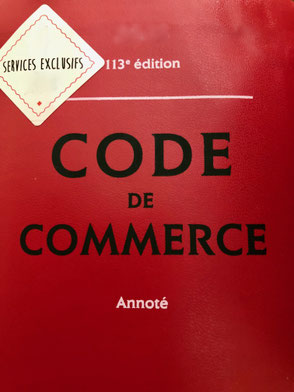 SERVICES EXCLUSIFS
113e édition
CODE
DE
COMMERCE
Annoté